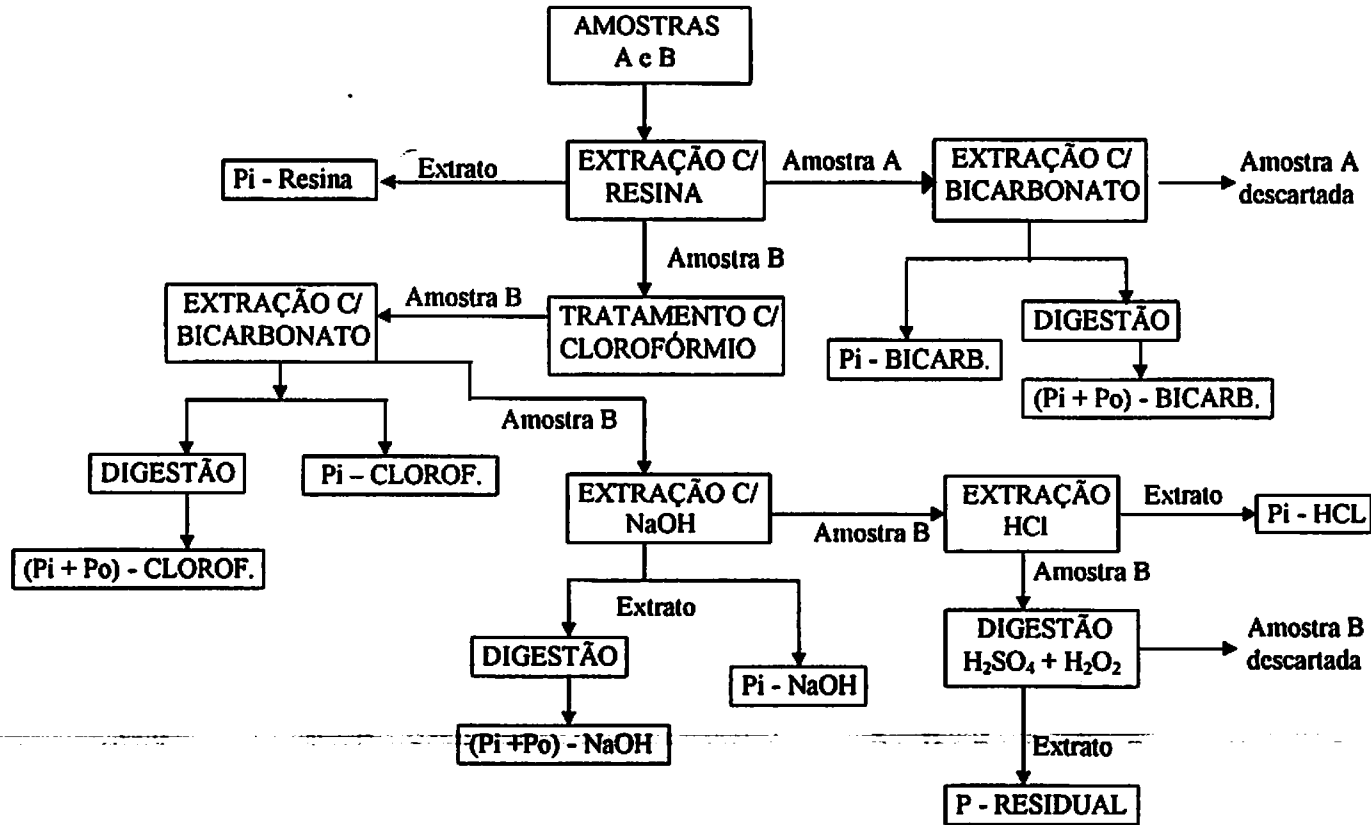 AMOSTRAS
A e B
Pi - Resina
Extrato
EXTRAÇÃO C/
RESINA
Amostra A
EXTRAÇÃO C/
BICARBONATO
Amostra A
descartada
Amostra B
EXTRAÇÃO C/
BICARBONATO
Amostra B
TRATAMENTO C/
CLOROFÓRMIO
Pi - BICARB.
DIGESTÃO
(Pi + Po) - BICARB.
Amostra B
DIGESTÃO
Pi – CLOROF.
(Pi + Po) - CLOROF.
EXTRAÇÃO C/
NaOH
Amostra B
EXTRAÇÃO
HCl
Extrato
Pi - HCL
Amostra B
Extrato
DIGESTÃO
Pi - NaOH
(Pi +Po) - NaOH
DIGESTÃO
H₂SO₄ + H₂O₂
Amostra B
descartada
Extrato
P - RESIDUAL